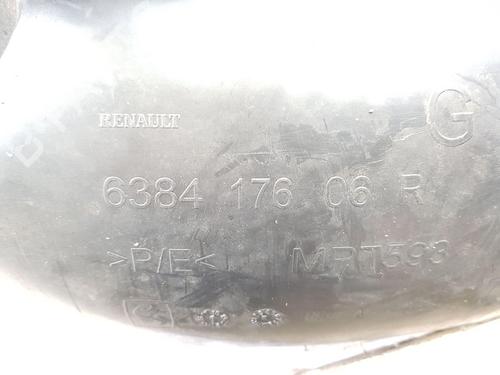 RENAULT
G
6384 176 06 R
>P/E<
MRT593